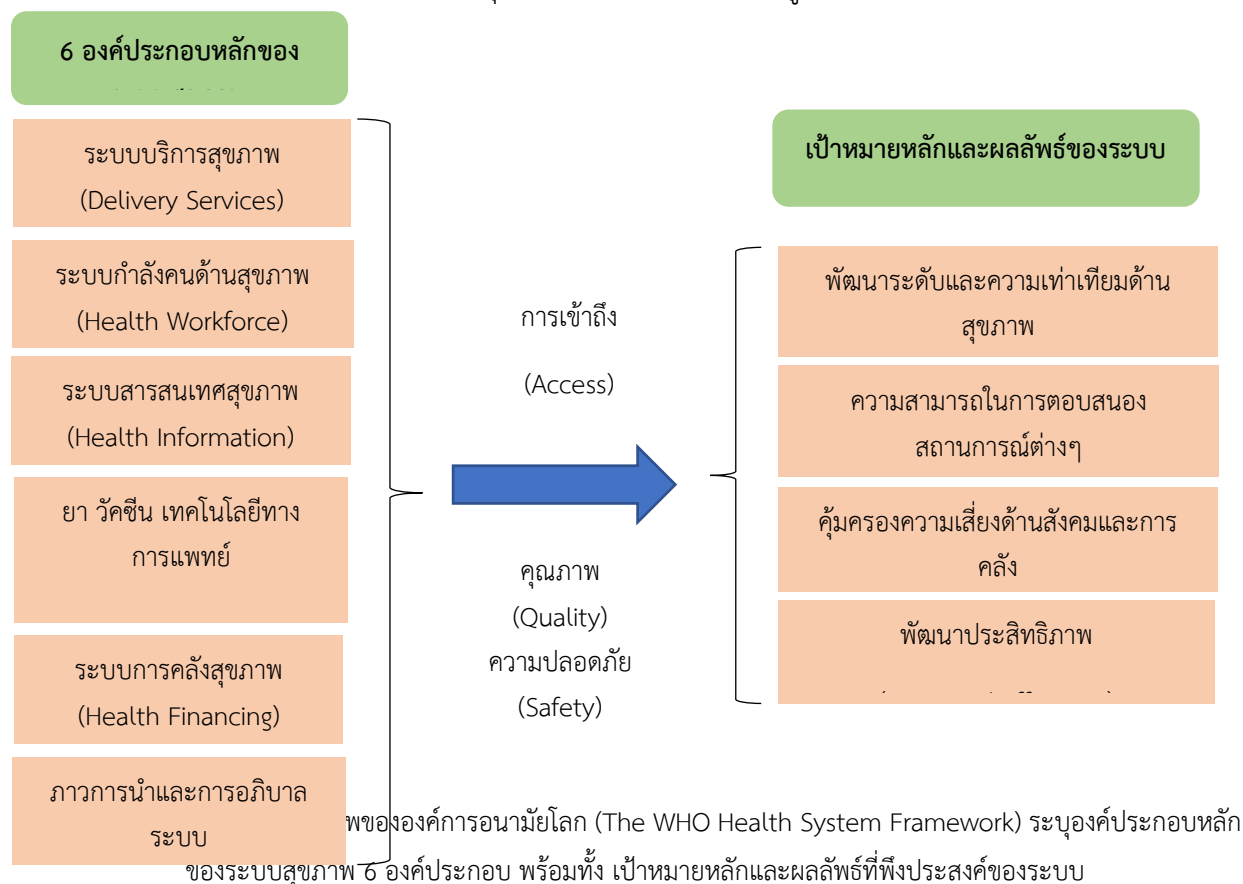 6 องค์ประกอบหลักของ
ระบบบริการสุขภาพ
(Delivery Services)
ระบบกำลังคนด้านสุขภาพ
(Health Workforce)
ระบบสารสนเทศสุขภาพ
(Health Information)
ยา วัคซีน เทคโนโลยีทาง
การแพทย์
ระบบการคลังสุขภาพ
(Health Financing)
ภาวการนำและการอภิบาล
ระบบ
การเข้าถึง
(Access)
คุณภาพ
(Quality)
ความปลอดภัย
(Safety)
เป้าหมายหลักและผลลัพธ์ของระบบ
พัฒนาระดับและความเท่าเทียมด้าน
สุขภาพ
ความสามารถในการตอบสนอง
สถานการณ์ต่างๆ
คุ้มครองความเสี่ยงด้านสังคมและการ
คลัง
พัฒนาประสิทธิภาพ
พขององค์การอนามัยโลก (The WHO Health System Framework) ระบุองค์ประกอบหลัก
ของระบบสุขภาพ 6 องค์ประกอบ พร้อมทั้ง เป้าหมายหลักและผลลัพธ์ที่พึงประสงค์ของระบบ